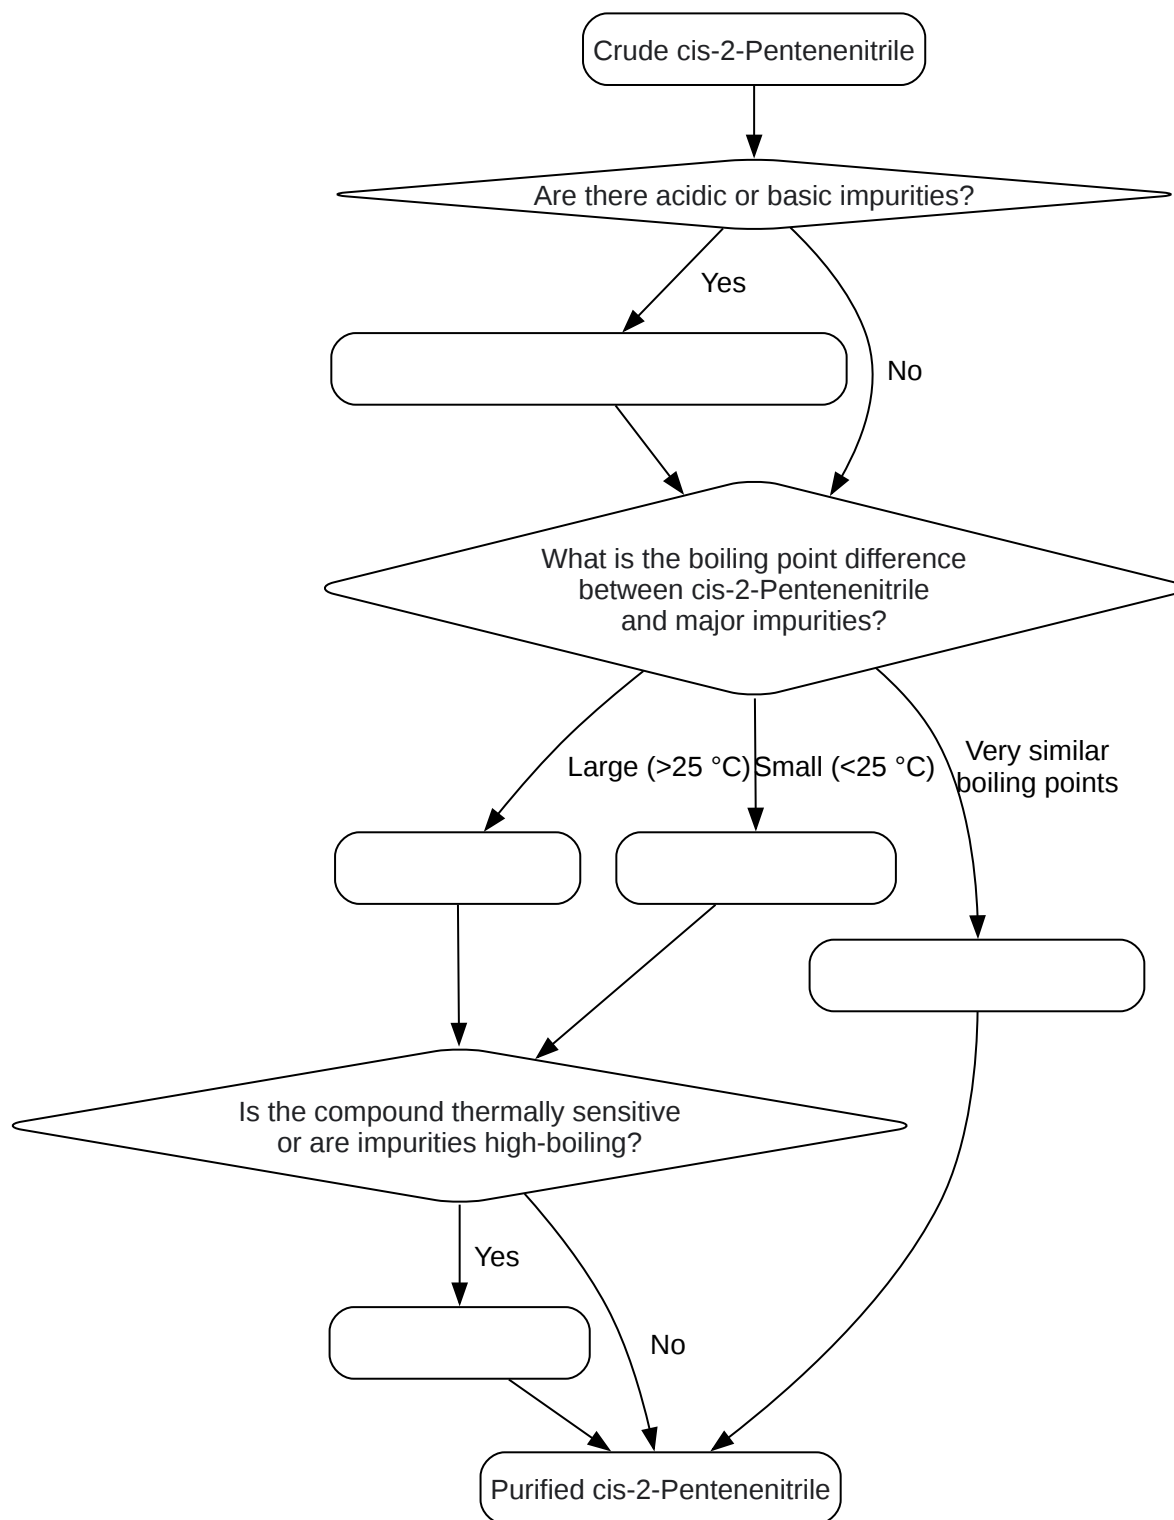 Crude cis-2-Pentenenitrile
Are there acidic or basic impurities?
Yes
No
What is the boiling point difference
between cis-2-Pentenenitrile
and major impurities?
Large (>25 °C)
Small (<25 °C)
Very similar
boiling points
Is the compound thermally sensitive
or are impurities high-boiling?
Yes
No
Purified cis-2-Pentenenitrile